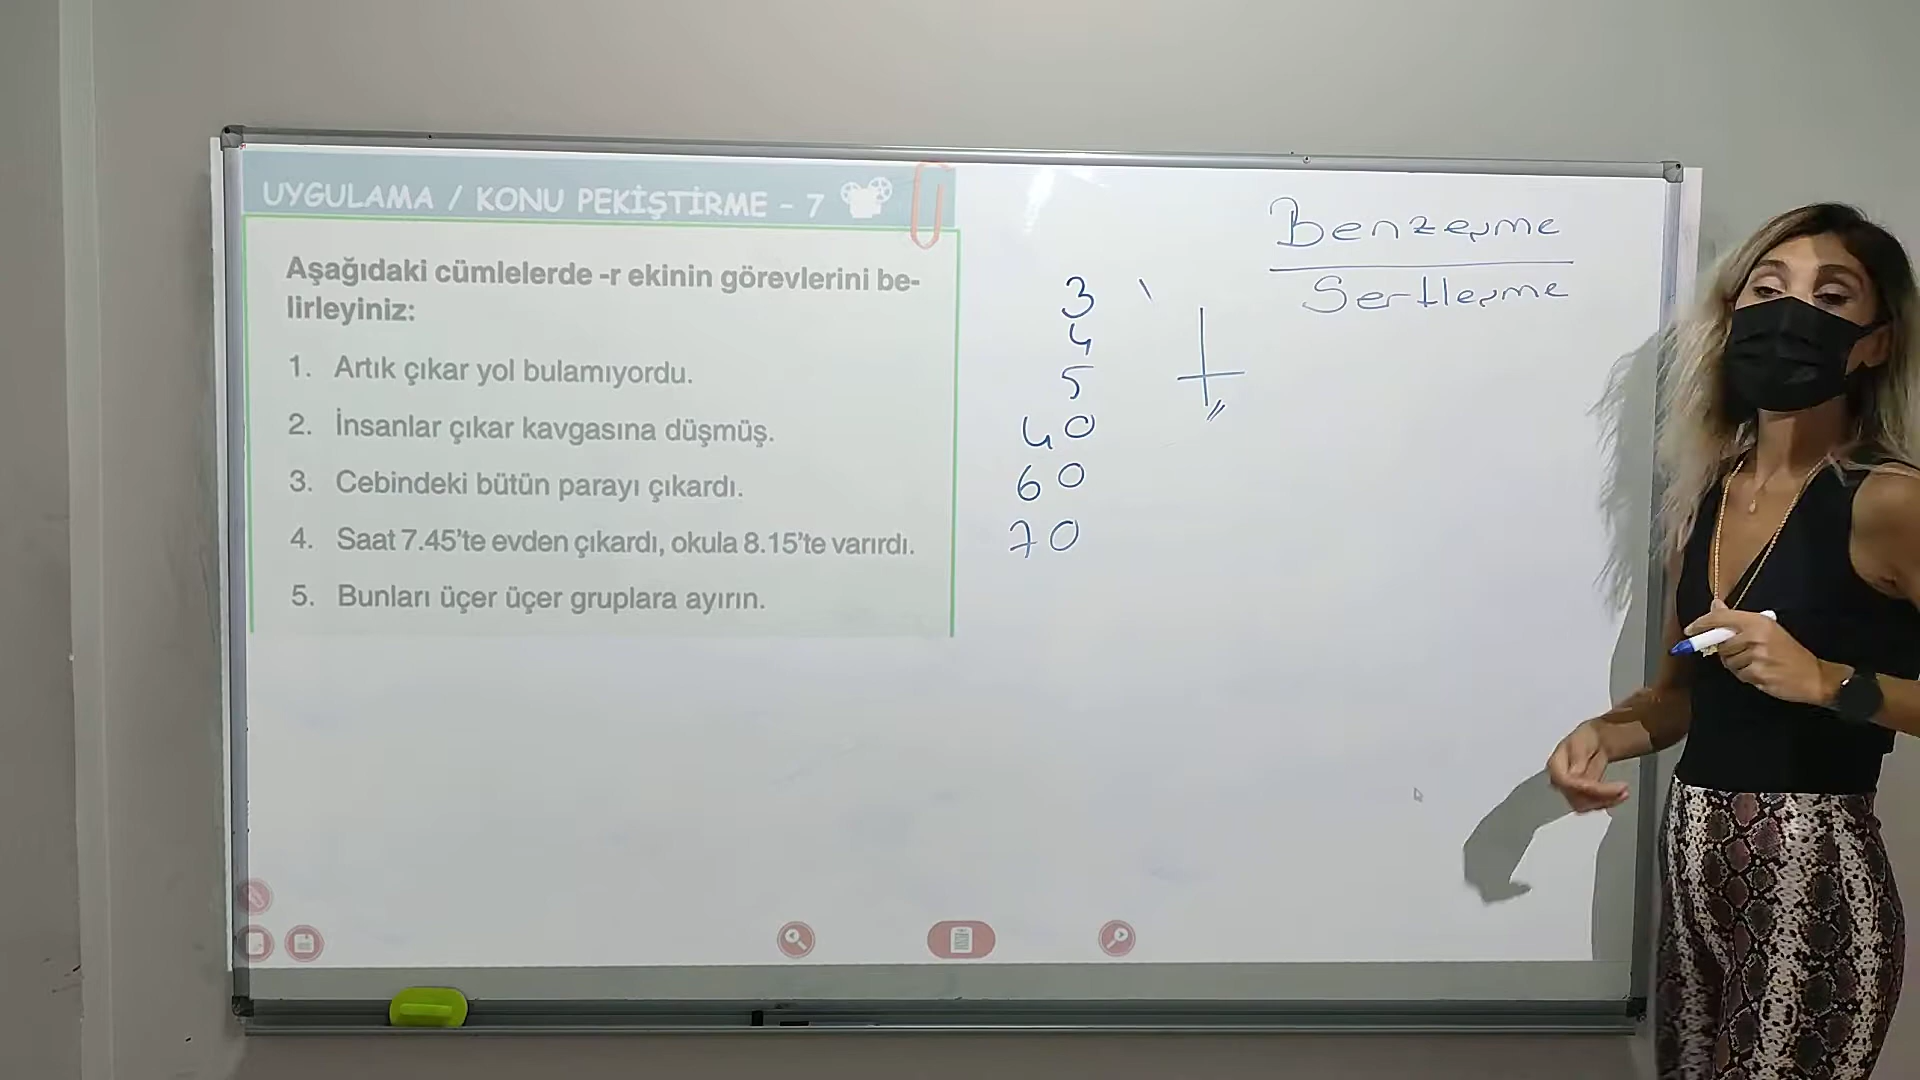 UYGULAMA / KONU PEKİŞTİRME - 7
Aşağıdaki cümlelerde -r ekinin görevlerini be-
lirleyiniz:
1. Artık çıkar yol bulamıyordu.
2. İnsanlar çıkar kavgasına düşmüş.
3. Cebindeki bütün parayı çıkardı.
4. Saat 7.45'te evden çıkardı, okula 8.15'te varırdı.
5. Bunları üçer üçer gruplara ayırın.
3
4
5
40
60
70
Benzeşme
Sertleşme